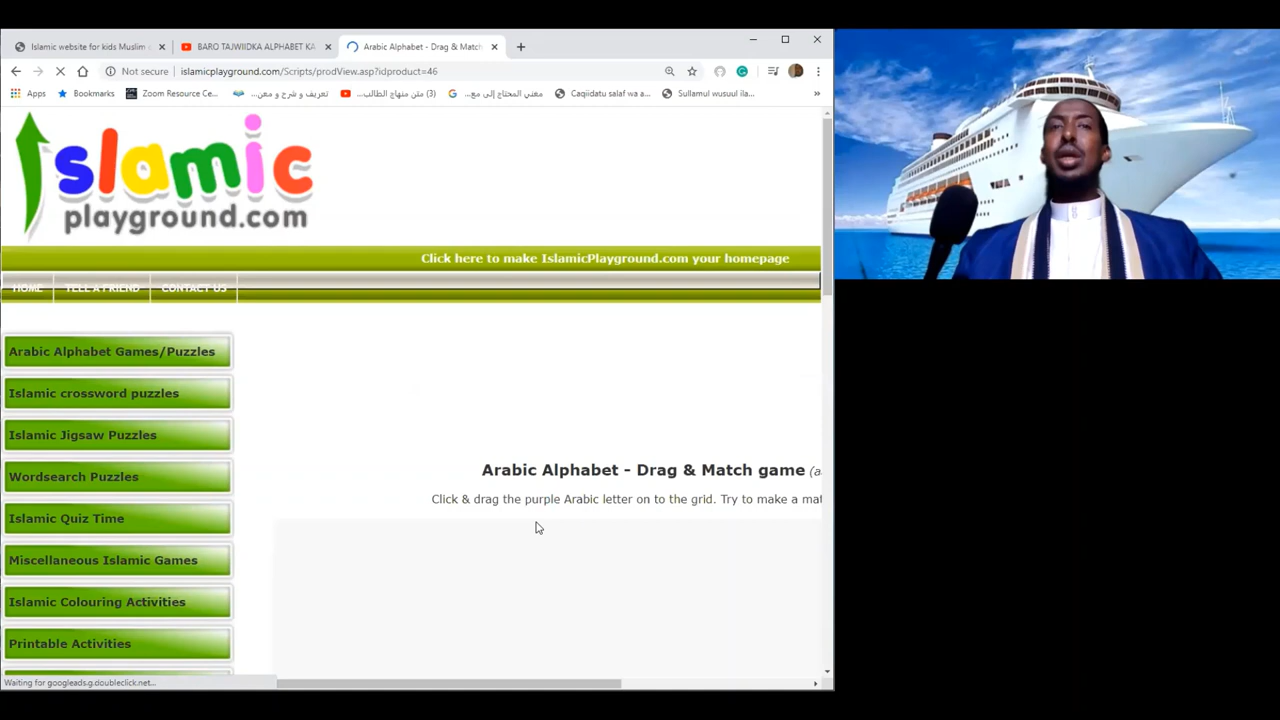 Islamic website for kids Muslim c
BARO TAJWIIDKA ALPHABET KA
Arabic Alphabet - Drag & Match
Not secure
islamicplayground.com/Scripts/prodView.asp?idproduct=46
Apps
Bookmarks
Zoom Resource Ce...
تعريف و شرح و معن...
(3) متن منهاج الطالب...
مغني المحتاج إلى مع...
Caqiidatu salaf wa a...
Sullamul wusuul ila...
Islamic
playground.com
Click here to make IslamicPlayground.com your homepage
HOME
TELL A FRIEND
CONTACT US
Arabic Alphabet Games/Puzzles
Islamic crossword puzzles
Islamic Jigsaw Puzzles
Wordsearch Puzzles
Islamic Quiz Time
Miscellaneous Islamic Games
Islamic Colouring Activities
Printable Activities
Arabic Alphabet - Drag & Match game (a
Click & drag the purple Arabic letter on to the grid. Try to make a mat
Waiting for googleads.g.doubleclick.net...